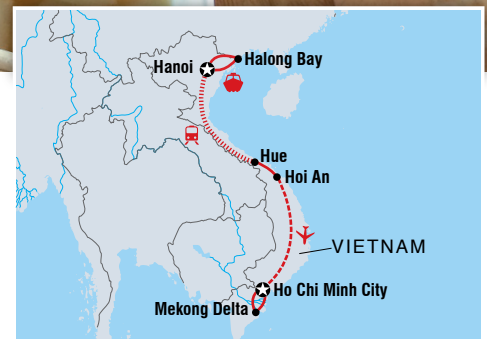 Hanoi
Halong Bay
Hue
Hoi An
VIETNAM
Ho Chi Minh City
Mekong Delta